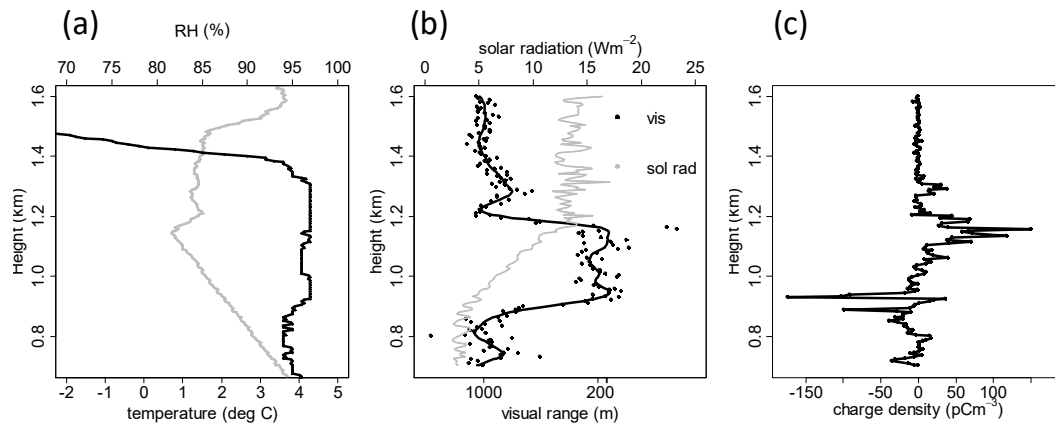 (a)
RH (%)
70 75 80 85 90 95 100
Height (km)
0.8 1.0 1.2 1.4 1.6
-2 -1 0 1 2 3 4 5
temperature (deg C)
(b)
solar radiation (Wm−2)
0 5 10 15 20 25
height (km)
0.8 1.0 1.2 1.4 1.6
vis
sol rad
1000 200
visual range (m)
(c)
Height (km)
0.8 1.0 1.2 1.4 1.6
-150 -50 0 50 100
charge density (pCm−3)